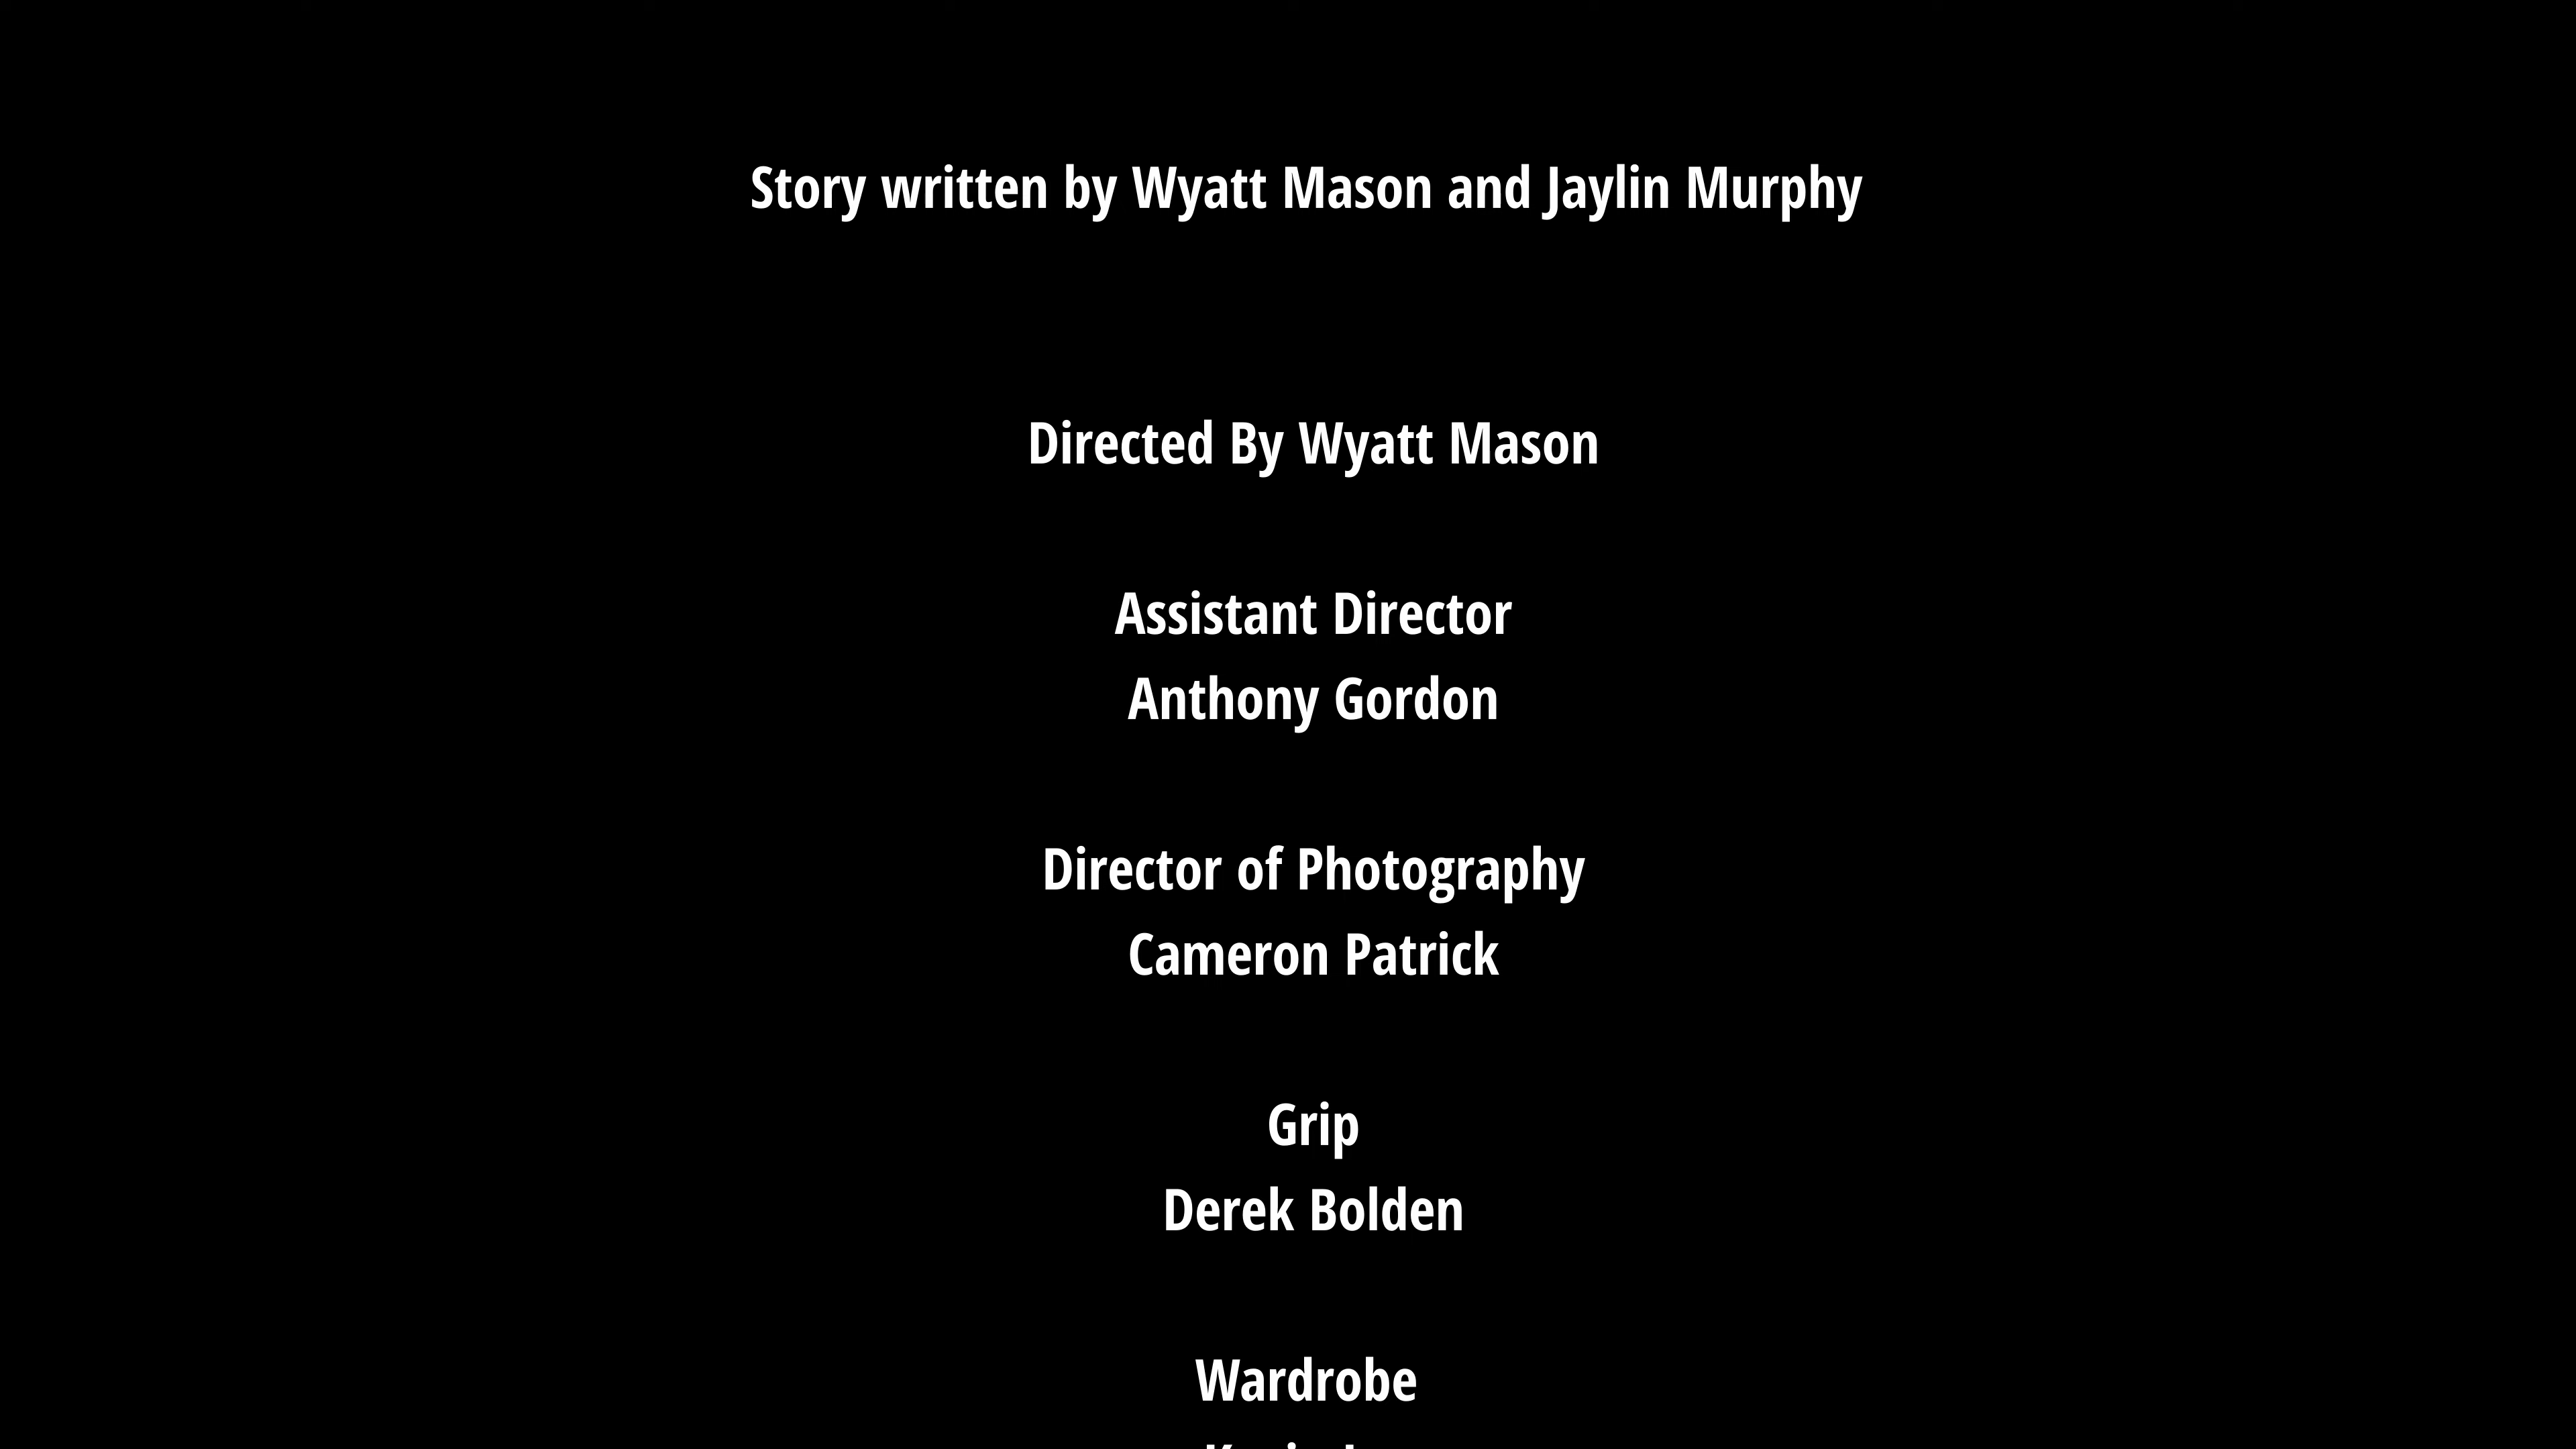 Story written by Wyatt Mason and Jaylin Murphy
Directed By Wyatt Mason
Assistant Director
Anthony Gordon
Director of Photography
Cameron Patrick
Grip
Derek Bolden
Wardrobe